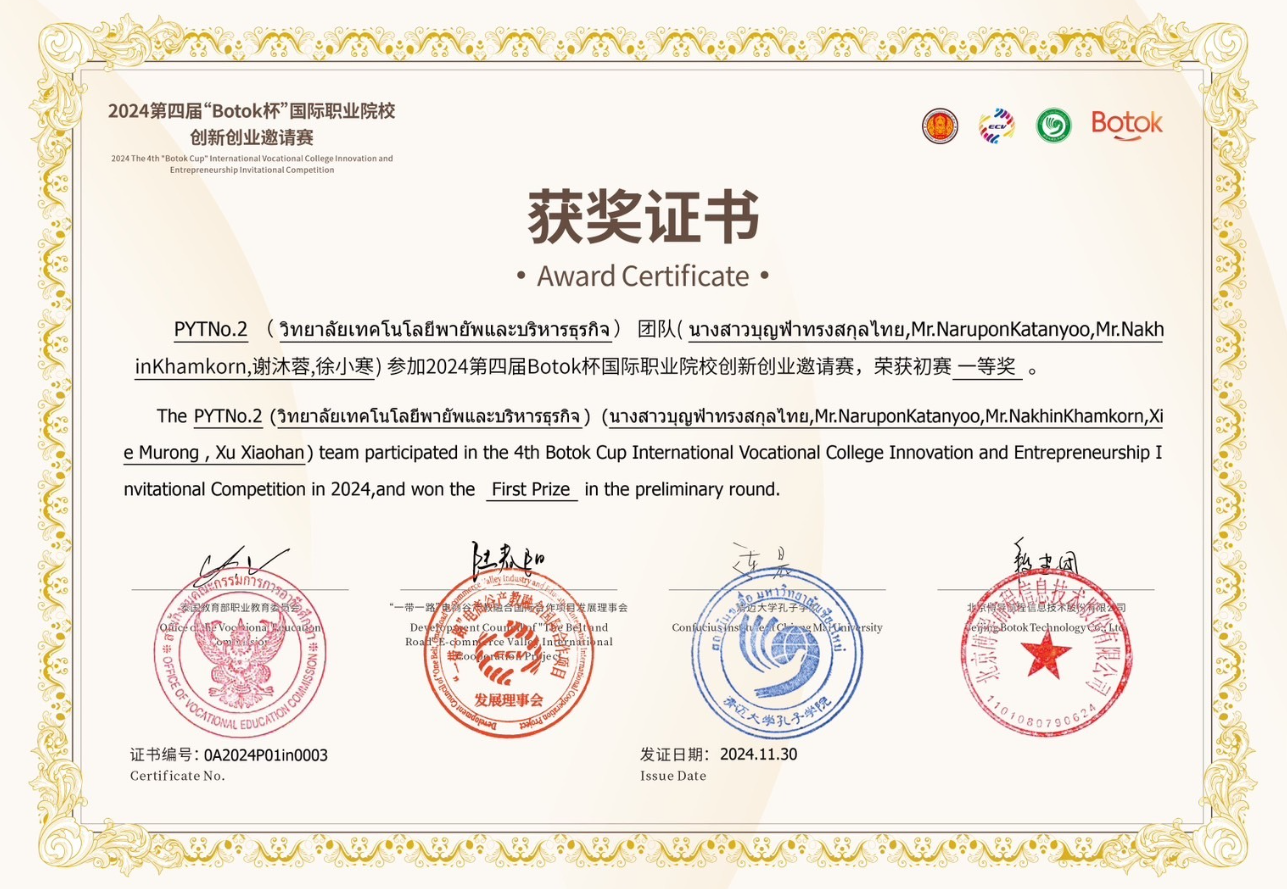 2024第四届“Botok杯”国际职业院校
创新创业邀请赛
2024 The 4th "Botok Cup" International Vocational College Innovation and
Entrepreneurship Invitational Competition
ECV
Botok
获奖证书
• Award Certificate •
PYTNo.2 （ วิทยาลัยเทคโนโลยีพายัพและบริหารธุรกิจ） 团队( นางสาวบุญฟ้าทรงสกุลไทย,Mr.NaruponKatanyoo,Mr.Nakh
inKhamkorn,谢沐蓉,徐小寒) 参加2024第四届Botok杯国际职业院校创新创业邀请赛，荣获初赛 一等奖 。
The PYTNo.2 (วิทยาลัยเทคโนโลยีพายัพและบริหารธุรกิจ) (นางสาวบุญฟ้าทรงสกุลไทย,Mr.NaruponKatanyoo,Mr.NakhinKhamkorn,Xi
e Murong , Xu Xiaohan) team participated in the 4th Botok Cup International Vocational College Innovation and Entrepreneurship I
nvitational Competition in 2024,and won the First Prize in the preliminary round.
泰国教育部职业教育委员会
Office of the Vocational Education
Commission
OFFICE OF VOCATIONAL EDUCATION COMMISSION
“一带一路”电商谷产教融合国际合作项目发展理事会
Development Council of "The Belt and
Road" E-commerce Valley International
Cooperation Project
发展理事会
清迈大学孔子学院
Confucius Institute of Chiang Mai University
清迈大学孔子学院
北京博导前程信息技术股份有限公司
Beijing Botok Technology Co., Ltd
1101080790624
证书编号：0A2024P01in0003
Certificate No.
发证日期： 2024.11.30
Issue Date